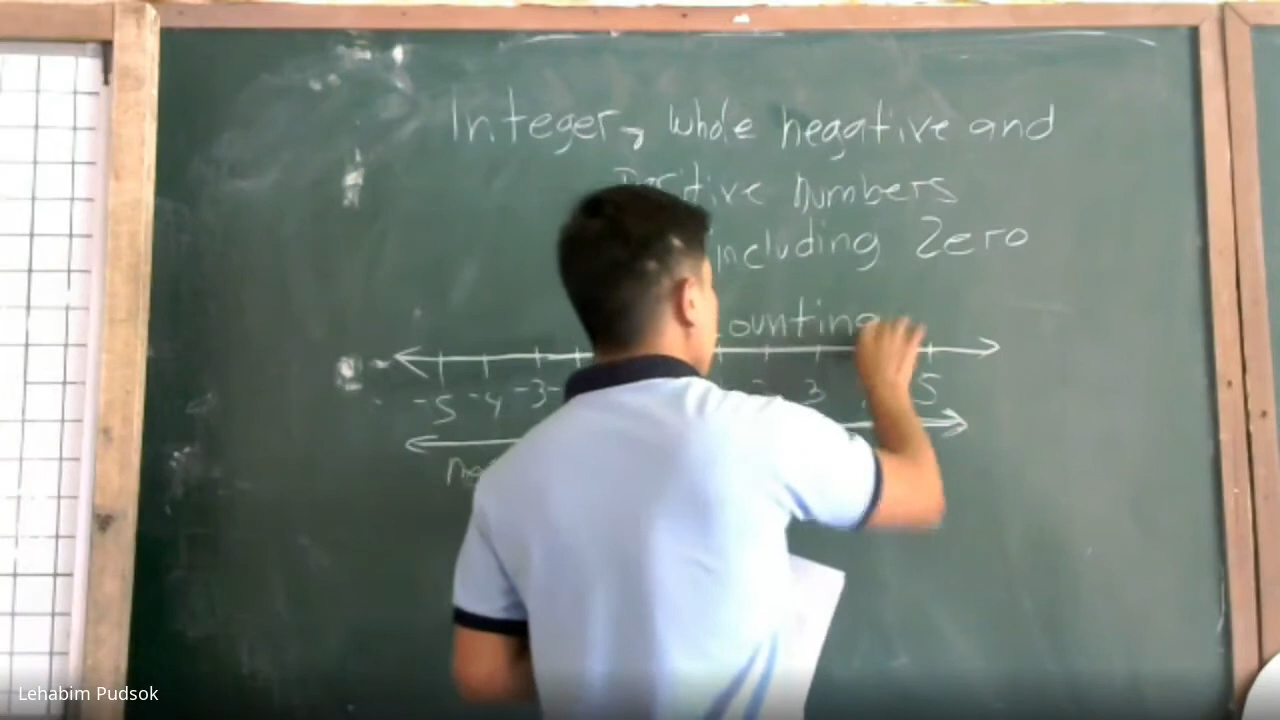 Integer, whole negative and
Positive Numbers
including Zero
ounting
-5 -4 -3 3 5
Lehabim Pudsok